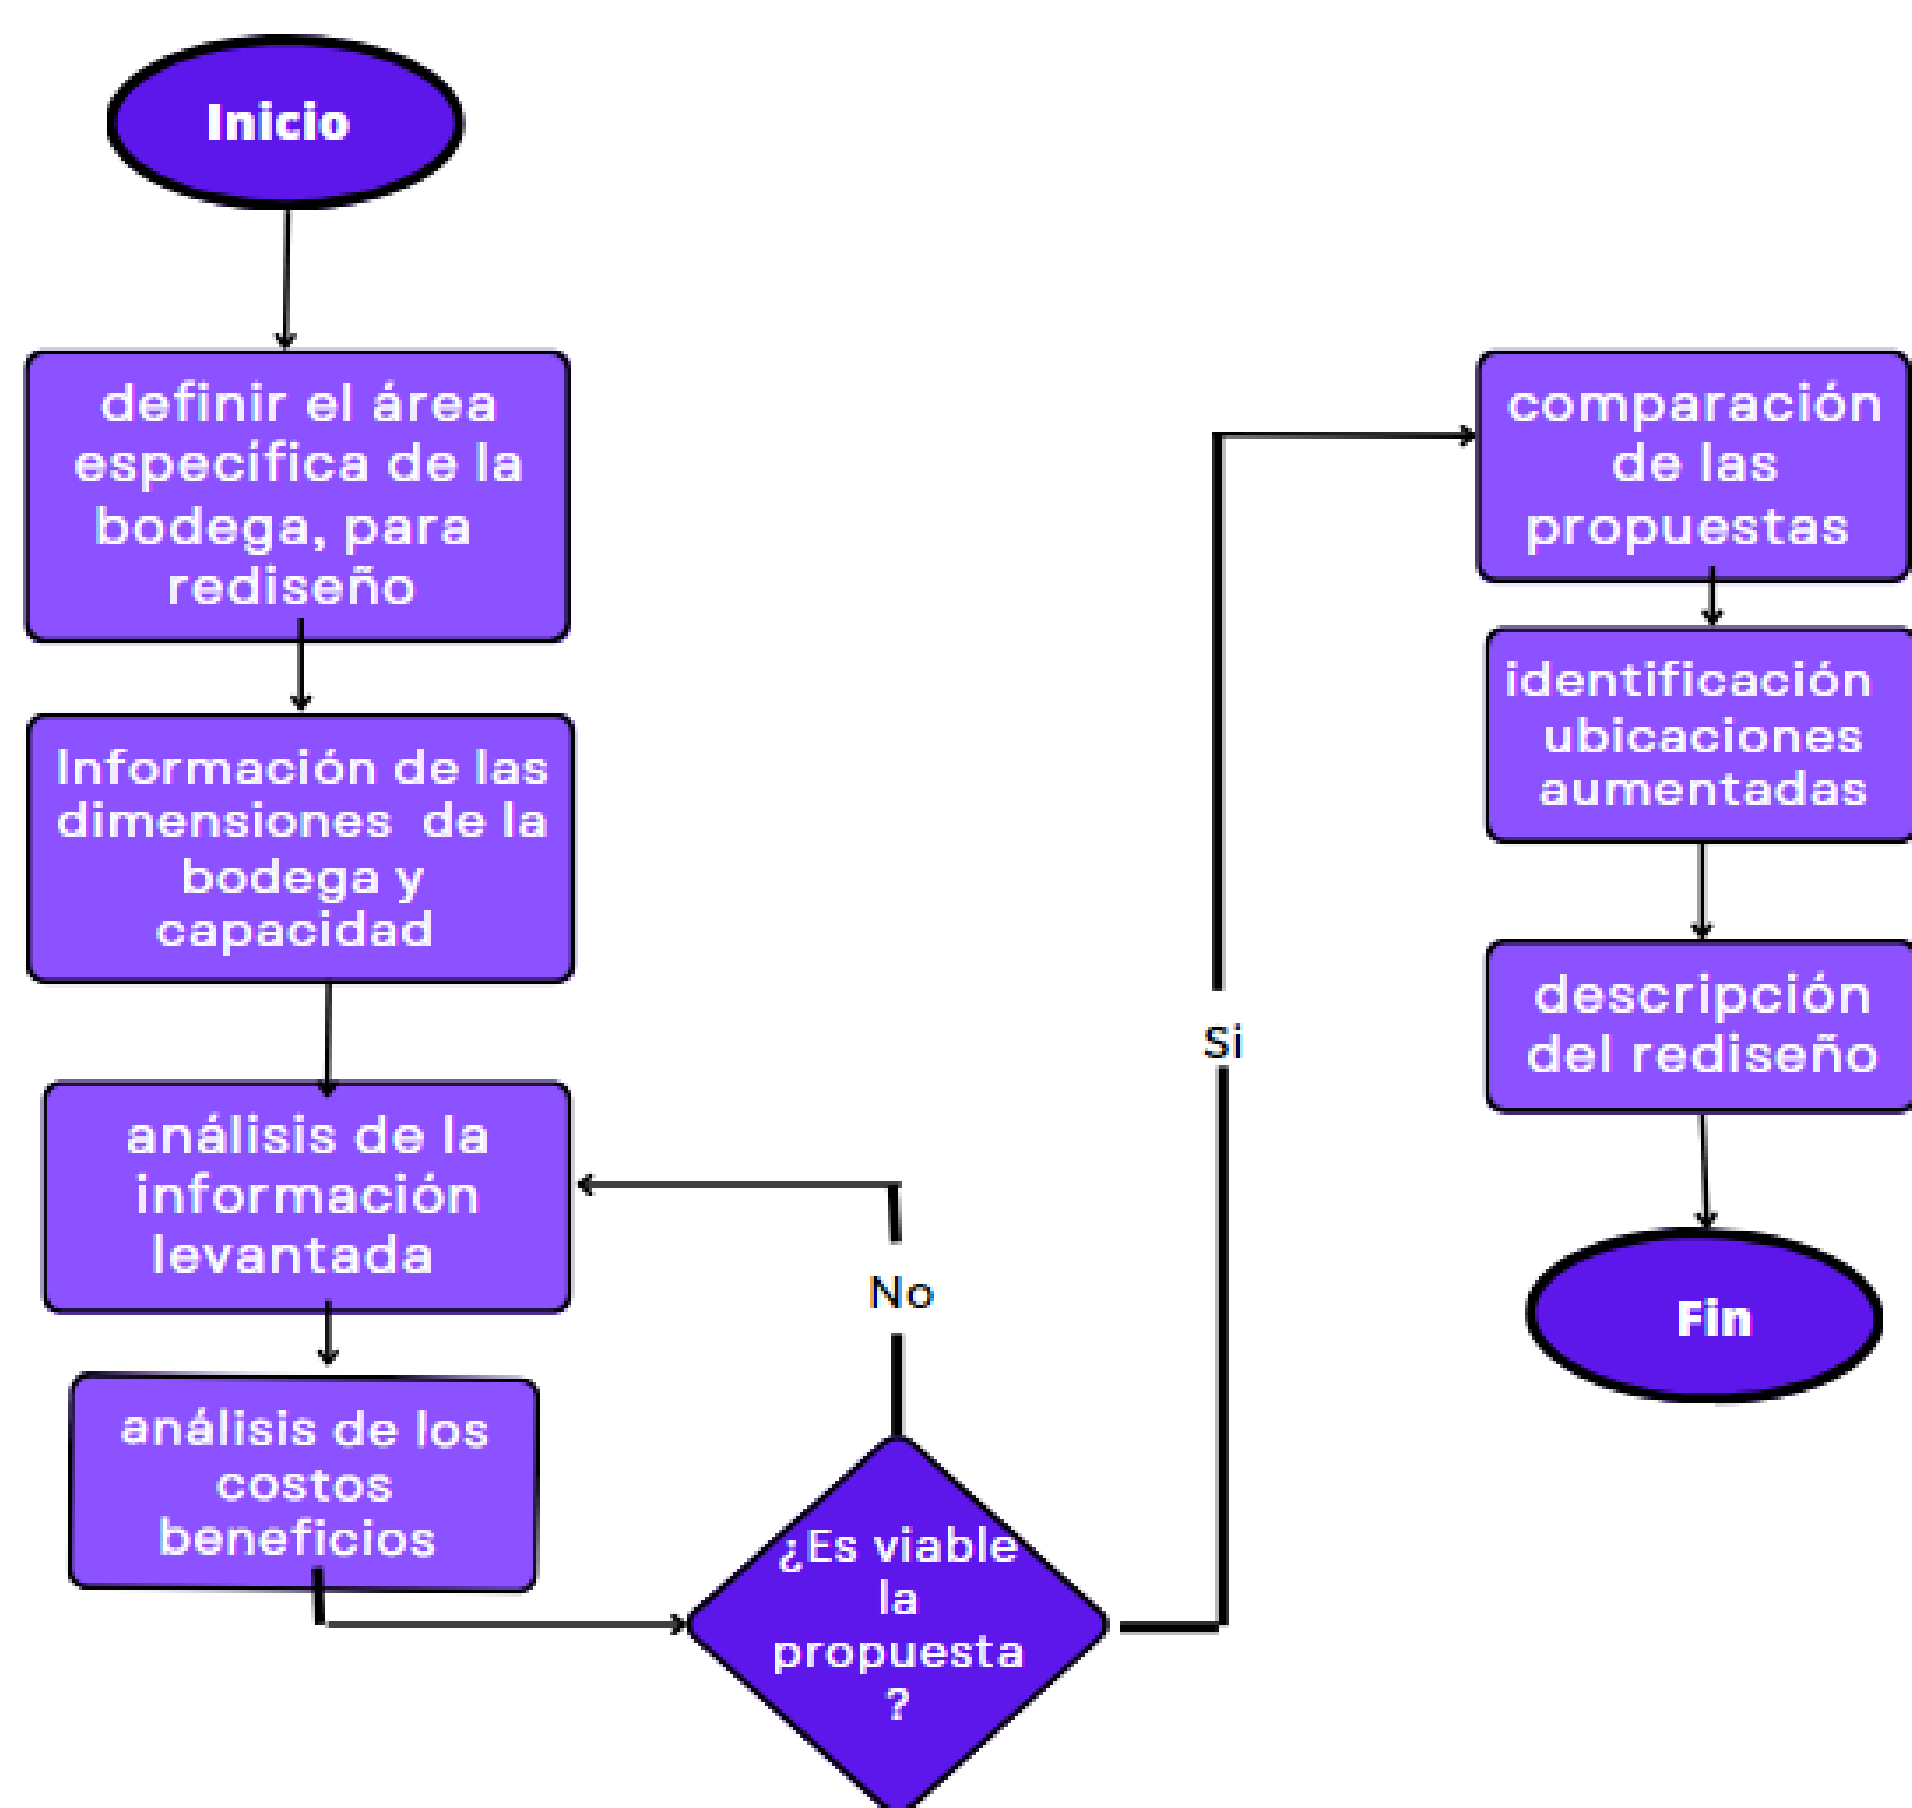 Inicio
definir el área
específica de la
bodega, para
rediseño
Información de las
dimensiones de la
bodega y
capacidad
análisis de la
información
levantada
análisis de los
costos
beneficios
¿Es viable
la
propuesta
?
No
Si
comparación
de las
propuestas
identificación
ubicaciones
aumentadas
descripción
del rediseño
Fin